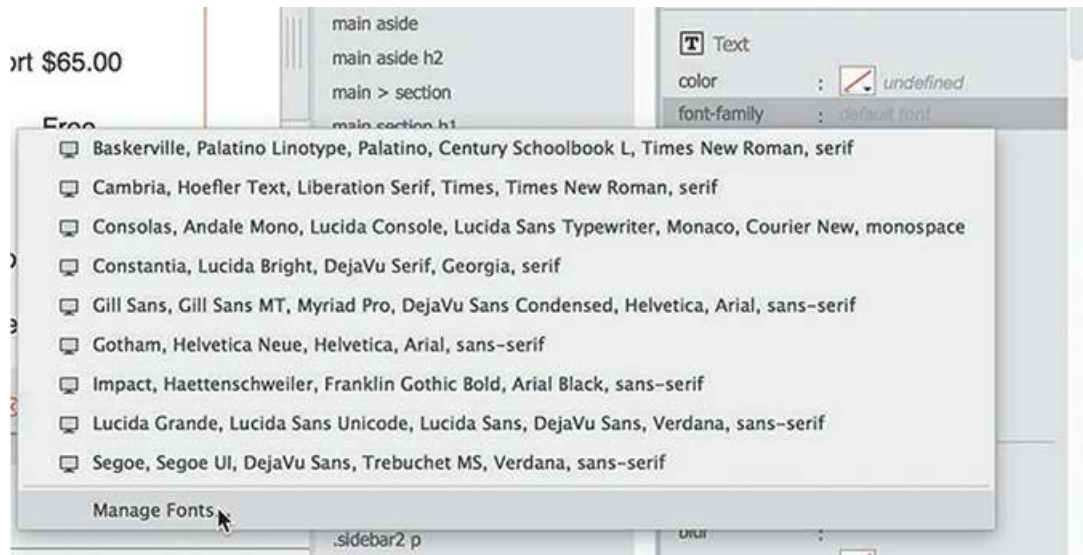 main aside
T Text
ort $65.00
main aside h2
color : undefined
main > section
font-family : default font
Free
main section h1
Baskerville, Palatino Linotype, Palatino, Century Schoolbook L, Times New Roman, serif
Cambria, Hoefler Text, Liberation Serif, Times, Times New Roman, serif
Consolas, Andale Mono, Lucida Console, Lucida Sans Typewriter, Monaco, Courier New, monospace
Constantia, Lucida Bright, DejaVu Serif, Georgia, serif
Gill Sans, Gill Sans MT, Myriad Pro, DejaVu Sans Condensed, Helvetica, Arial, sans-serif
Gotham, Helvetica Neue, Helvetica, Arial, sans-serif
Impact, Haettenschweiler, Franklin Gothic Bold, Arial Black, sans-serif
Lucida Grande, Lucida Sans Unicode, Lucida Sans, DejaVu Sans, Verdana, sans-serif
Segoe, Segoe UI, DejaVu Sans, Trebuchet MS, Verdana, sans-serif
Manage Fonts
.sidebar2 p
blur :